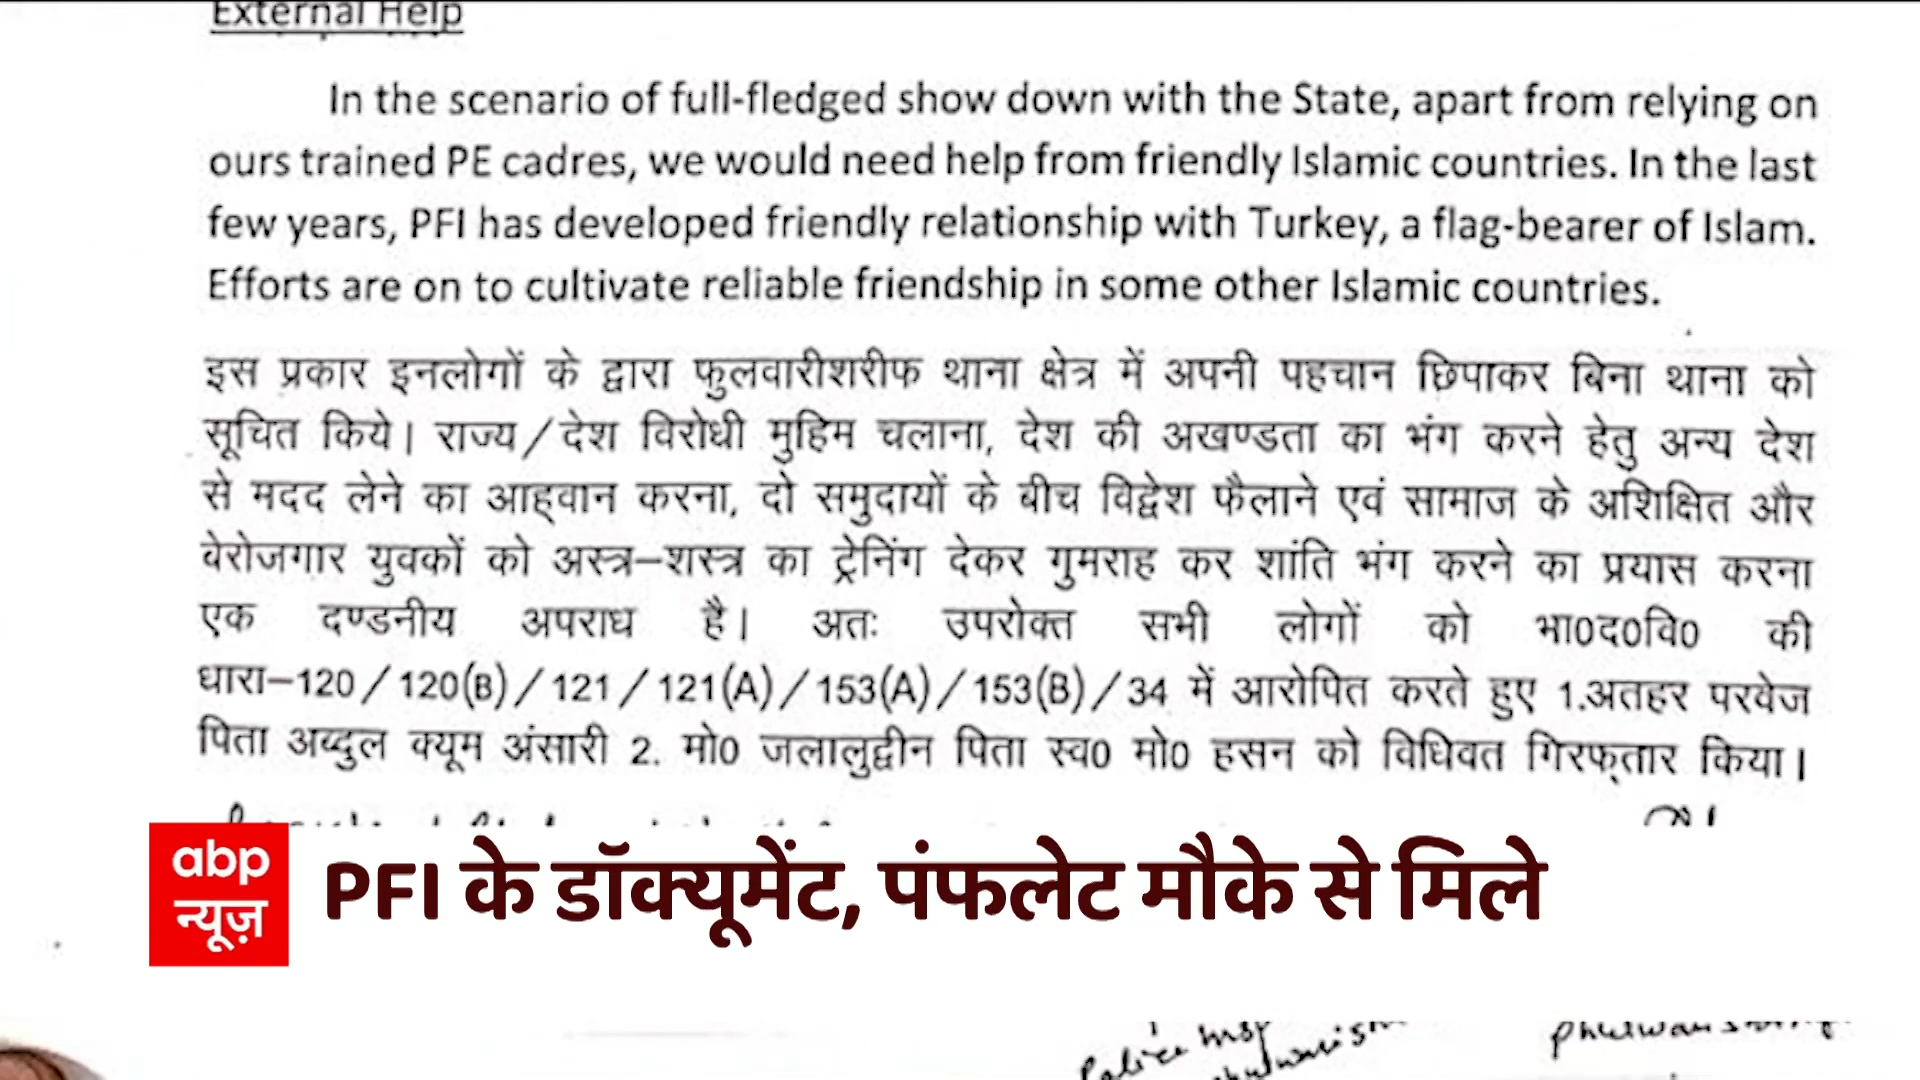 External Help
In the scenario of full-fledged show down with the State, apart from relying on
ours trained PE cadres, we would need help from friendly Islamic countries. In the last
few years, PFI has developed friendly relationship with Turkey, a flag-bearer of Islam.
Efforts are on to cultivate reliable friendship in some other Islamic countries.
इस प्रकार इनलोगों के द्वारा फुलवारीशरीफ थाना क्षेत्र में अपनी पहचान छिपाकर बिना थाना को
सूचित किये। राज्य/देश विरोधी मुहिम चलाना, देश की अखण्डता का भंग करने हेतु अन्य देश
से मदद लेने का आह्वान करना, दो समुदायों के बीच विद्वेश फैलाने एवं सामाज के अशिक्षित और
वेरोजगार युवकों को अस्त्र–शस्त्र का ट्रेनिंग देकर गुमराह कर शांति भंग करने का प्रयास करना
एक दण्डनीय अपराध है। अतः उपरोक्त सभी लोगों को भा0द0वि0 की
धारा–120/120(B)/121/121(A)/153(A)/153(B)/34 में आरोपित करते हुए 1.अतहर परवेज
पिता अब्दुल क्यूम अंसारी 2. मो0 जलालुद्वीन पिता स्व0 मो0 हसन को विधिवत गिरफ्तार किया।
abp
न्यूज़
PFI के डॉक्यूमेंट, पंफलेट मौके से मिले
Police